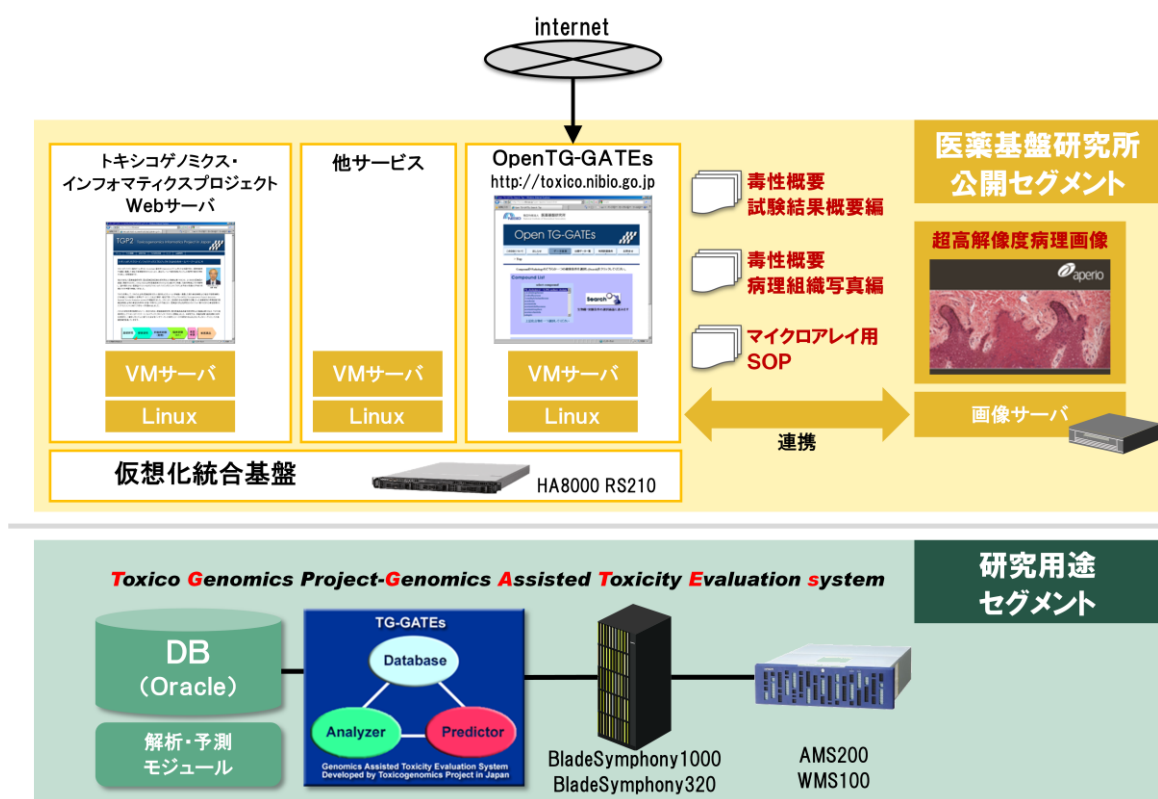 internet
医薬基盤研究所
公開セグメント
トキシコゲノミクス・
インフォマティクスプロジェクト
Webサーバ
TGP2
VMサーバ
Linux
他サービス
VMサーバ
Linux
OpenTG-GATEs
http://toxico.nibio.go.jp
Open TG-GATEs
Compound List
Search
VMサーバ
Linux
毒性概要
試験結果概要編
毒性概要
病理組織写真編
マイクロアレイ用
SOP
連携
超高解像度病理画像
aperio
画像サーバ
仮想化統合基盤
HA8000 RS210
研究用途
セグメント
Toxico Genomics Project-Genomics Assisted Toxicity Evaluation system
DB
（Oracle）
解析・予測
モジュール
TG-GATEs
Database
Analyzer
Predictor
Genomics Assisted Toxicity Evaluation System
Developed by Toxicogenomics Project in Japan
BladeSymphony1000
BladeSymphony320
AMS200
WMS100